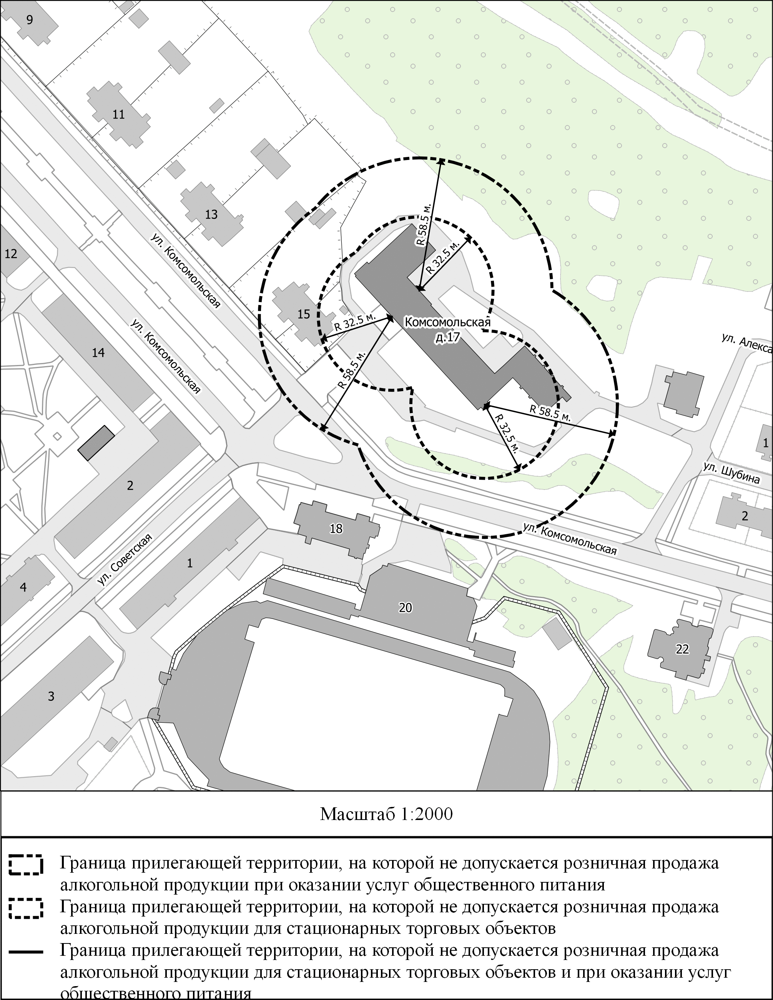 9
11
13
ул. Комсомольская
12
R 58.5 м.
R 32.5 м.
15
R 32.5 м.
Комсомольская
д.17
ул. Комсомольская
14
R 58.5 м.
ул. Алекса
R 58.5 м.
R 32.5 м.
1
ул. Шубина
2
2
18
ул. Комсомольская
ул. Советская
1
4
20
22
3
Масштаб 1:2000
Граница прилегающей территории, на которой не допускается розничная продажа
алкогольной продукции при оказании услуг общественного питания
Граница прилегающей территории, на которой не допускается розничная продажа
алкогольной продукции для стационарных торговых объектов
Граница прилегающей территории, на которой не допускается розничная продажа
алкогольной продукции для стационарных торговых объектов и при оказании услуг
общественного питания